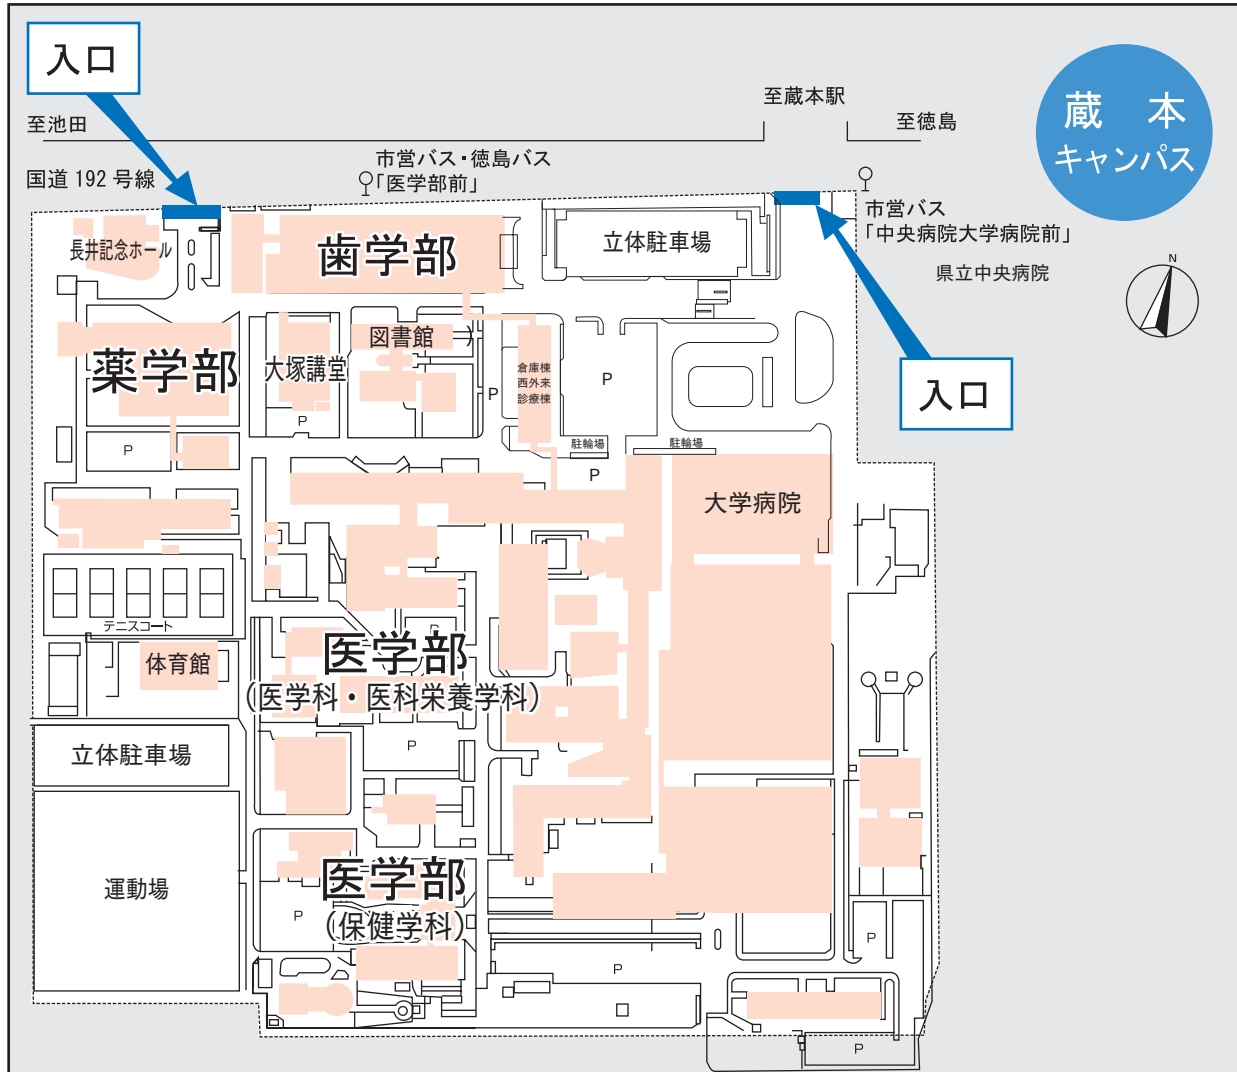 入口
至蔵本駅
至池田
至徳島
蔵 本
キャンパス
市営バス・徳島バス
「医学部前」
国道 192 号線
市営バス
「中央病院大学病院前」
県立中央病院
N
長井記念ホール
歯学部
立体駐車場
入口
図書館
)
薬学部
大塚講堂
倉庫棟
西外来
診療棟
P
P
P
P
駐輪場
駐輪場
P
大学病院
テニスコート
P
体育館
医学部
(医学科・医科栄養学科)
立体駐車場
P
運動場
医学部
(保健学科)
P
P
P
P